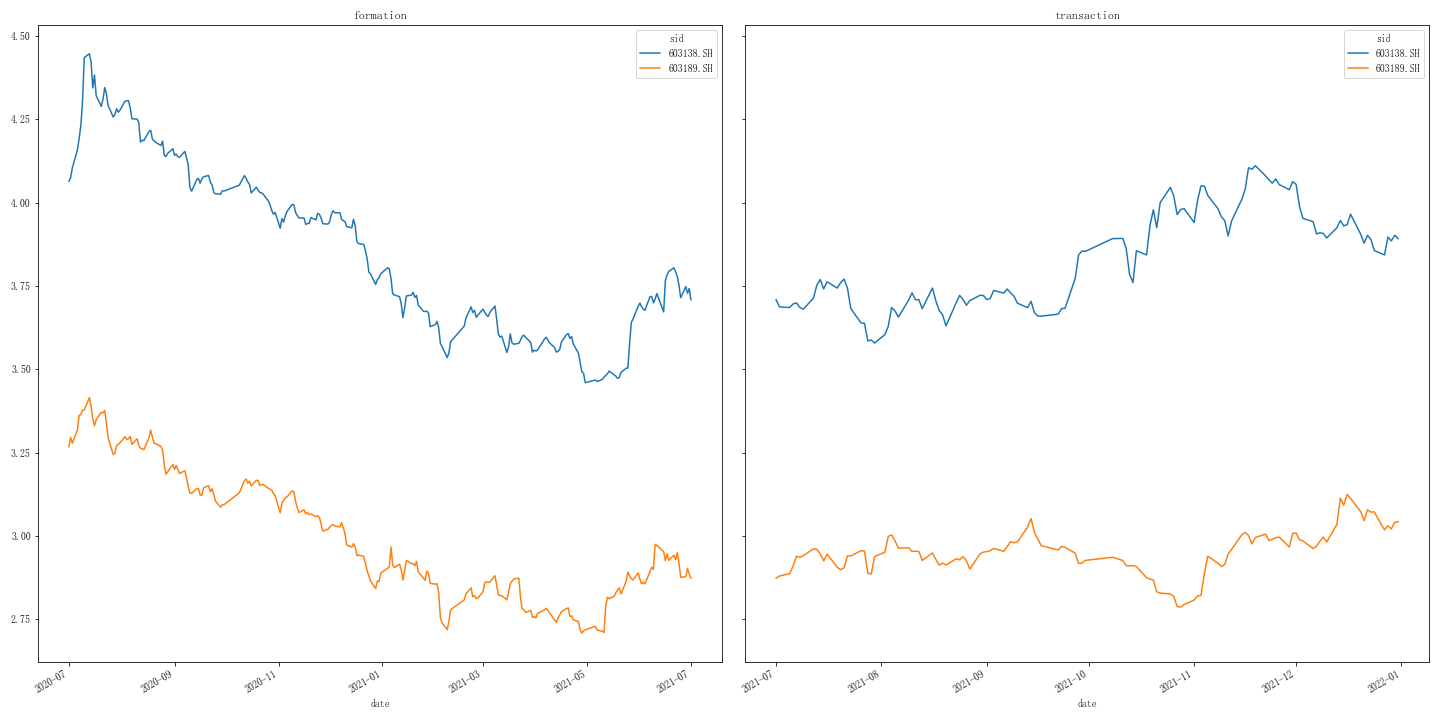 formation
transaction
sid
603138.SH
603189.SH
sid
603138.SH
603189.SH
4.50
4.25
4.00
3.75
3.50
3.25
3.00
2.75
2020-07
2020-09
2020-11
2021-01
2021-03
2021-05
2021-07
2021-07
2021-08
2021-09
2021-10
2021-11
2021-12
2022-01
date
date